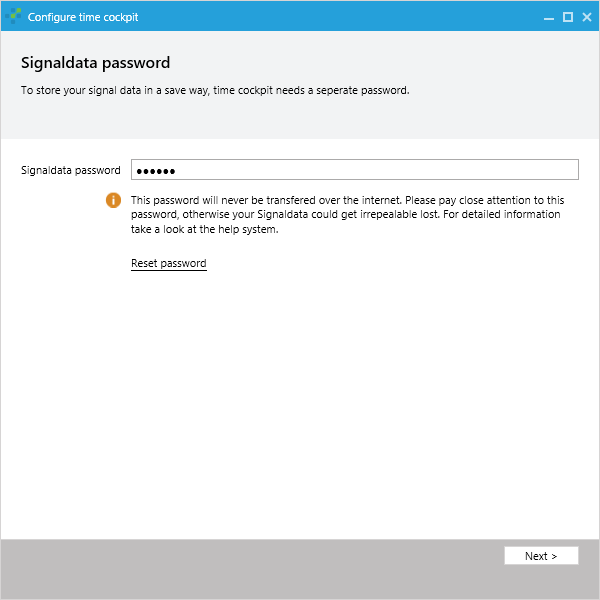 Configure time cockpit
Signaldata password
To store your signal data in a save way, time cockpit needs a seperate password.
Signaldata password ●●●●●●
This password will never be transfered over the internet. Please pay close attention to this
password, otherwise your Signaldata could get irrepealable lost. For detailed information
take a look at the help system.
Reset password
Next >